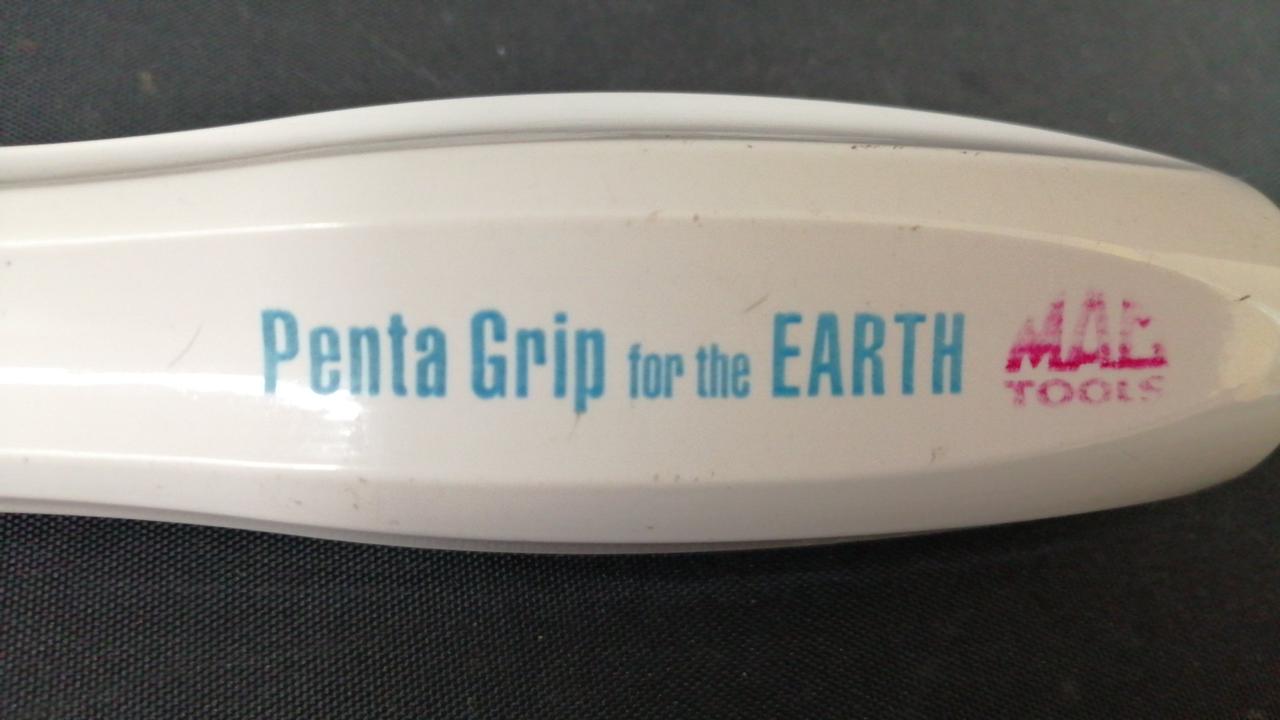 Penta Grip for the EARTH
MAC
TOOLS